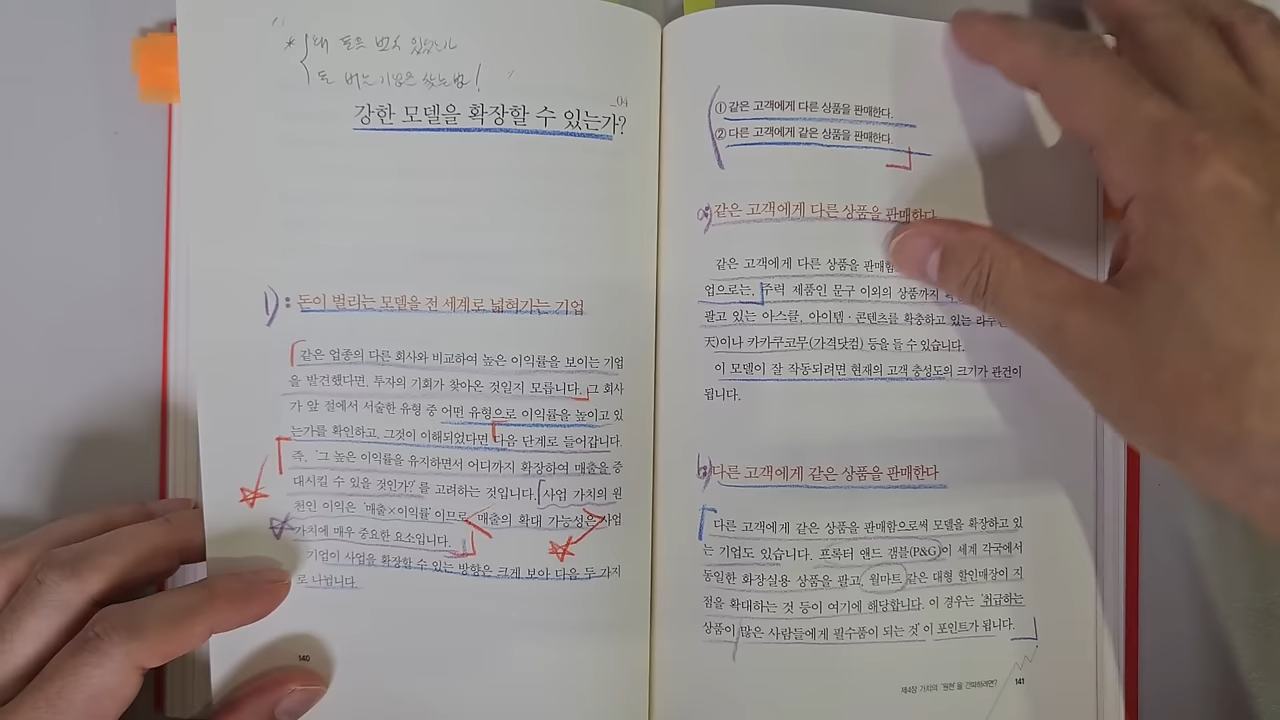 왜 돈을 벌고 있는가
돈 버는 기업을 찾는 법!
_04
강한 모델을 확장할 수 있는가?
1) : 돈이 벌리는 모델을 전 세계로 넓혀가는 기업
같은 업종의 다른 회사와 비교하여 높은 이익률을 보이는 기업
을 발견했다면, 투자의 기회가 찾아온 것일지 모릅니다. 그 회사
가 앞 절에서 서술한 유형 중 어떤 유형으로 이익률을 높이고 있
는가를 확인하고, 그것이 이해되었다면 다음 단계로 들어갑니다.
즉, '그 높은 이익률을 유지하면서 어디까지 확장하여 매출을 증
대시킬 수 있을 것인가?'를 고려하는 것입니다. 사업 가치의 원
천인 이익은 '매출×이익률'이므로, 매출의 확대 가능성은 사업
가치에 매우 중요한 요소입니다.
기업이 사업을 확장할 수 있는 방향은 크게 보아 다음 두 가지
로 나뉩니다.
140
① 같은 고객에게 다른 상품을 판매한다.
② 다른 고객에게 같은 상품을 판매한다.
a) 같은 고객에게 다른 상품을 판매한다
같은 고객에게 다른 상품을 판매함
업으로는, 주력 제품인 문구 이외의 상품까지
팔고 있는 아스쿨, 아이템·콘텐츠를 확충하고 있는 라쿠
天)이나 카카쿠코무(가격닷컴) 등을 들 수 있습니다.
이 모델이 잘 작동되려면 현재의 고객 충성도의 크기가 관건이
됩니다.
b) 다른 고객에게 같은 상품을 판매한다
다른 고객에게 같은 상품을 판매함으로써 모델을 확장하고 있
는 기업도 있습니다. 프록터 앤드 갬블(P&G)이 세계 각국에서
동일한 화장실용 상품을 팔고, 월마트 같은 대형 할인매장이 지
점을 확대하는 것 등이 여기에 해당합니다. 이 경우는 '취급하는
상품이 많은 사람들에게 필수품이 되는 것'이 포인트가 됩니다.
제4장 가치의 '원천'을 간파하려면? 141